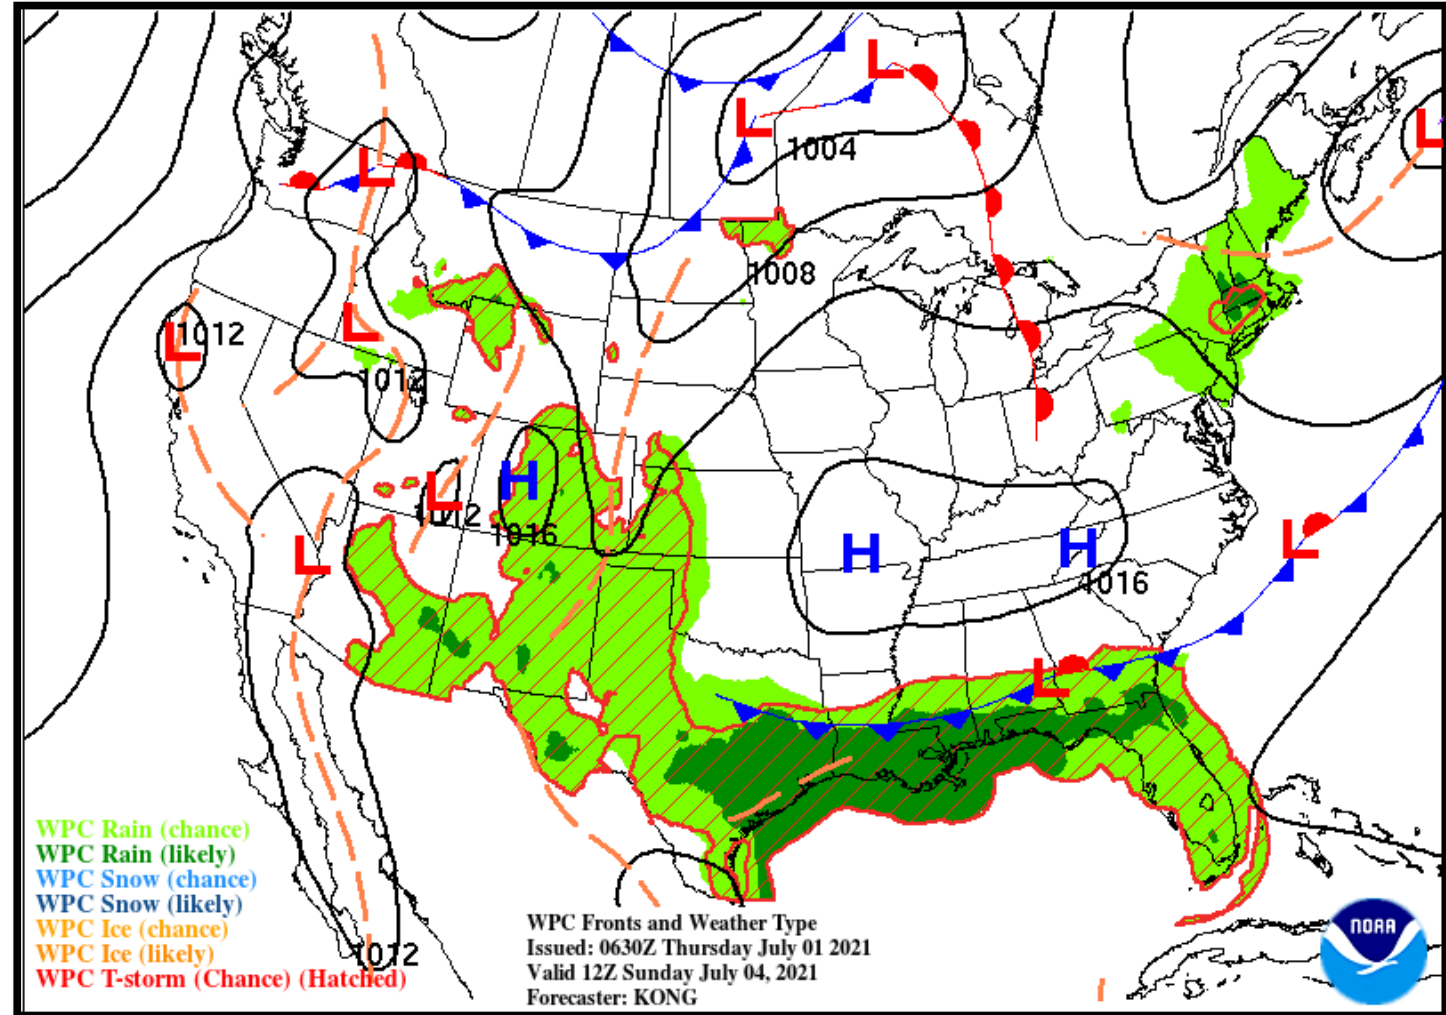 L
L
1004
L
L
1008
L
1012
L
1012
L
H
1012
1016
H
H
1016
L
L
L
WPC Rain (chance)
WPC Rain (likely)
WPC Snow (chance)
WPC Snow (likely)
WPC Ice (chance)
WPC Ice (likely)
WPC T-storm (Chance) (Hatched)
1012
WPC Fronts and Weather Type
Issued: 0630Z Thursday July 01 2021
Valid 12Z Sunday July 04, 2021
Forecaster: KONG
NOAA